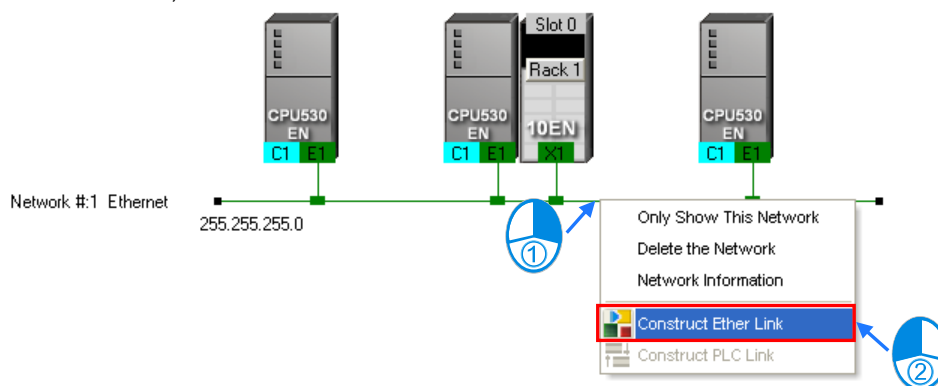 Slot 0
Rack 1
CPU530
EN
C1 E1
CPU530
EN
C1 E1
10EN
X1
CPU530
EN
C1 E1
Network #:1 Ethernet
255.255.255.0
①
Only Show This Network
Delete the Network
Network Information
Construct Ether Link
Construct PLC Link
②